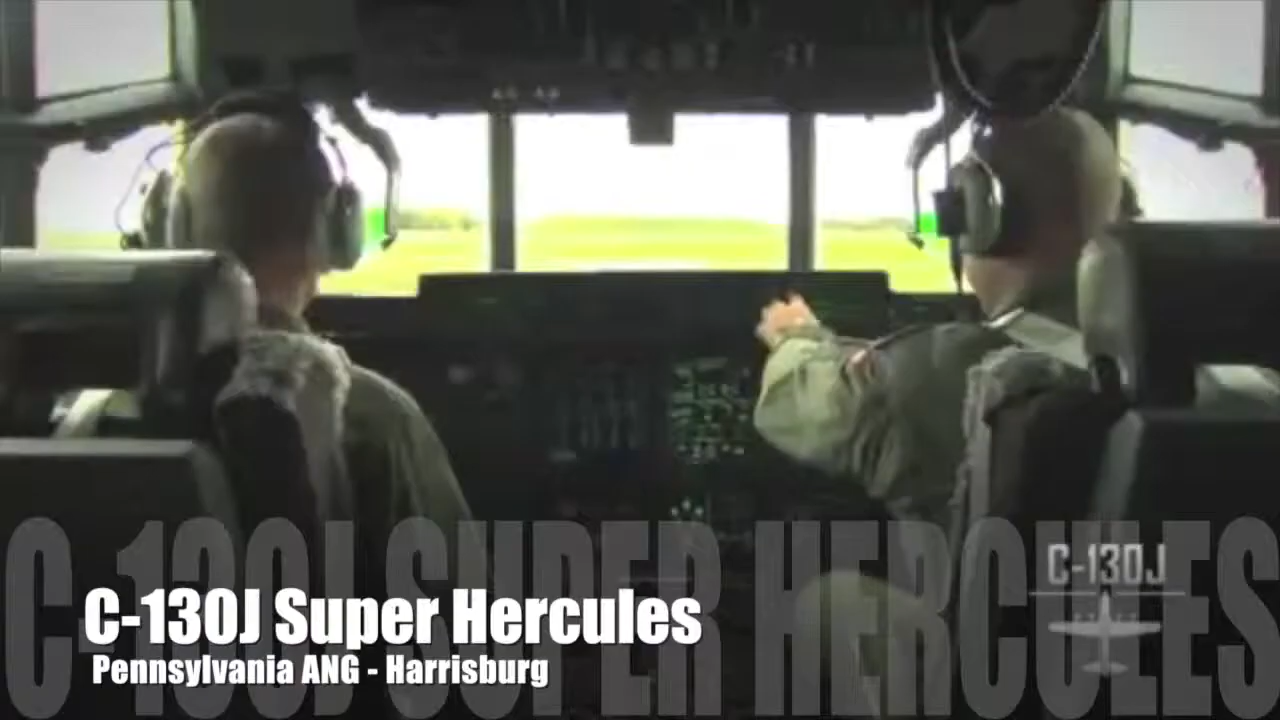 C-130J SUPER HERCULES
C-130J
C-130J Super Hercules
Pennsylvania ANG - Harrisburg